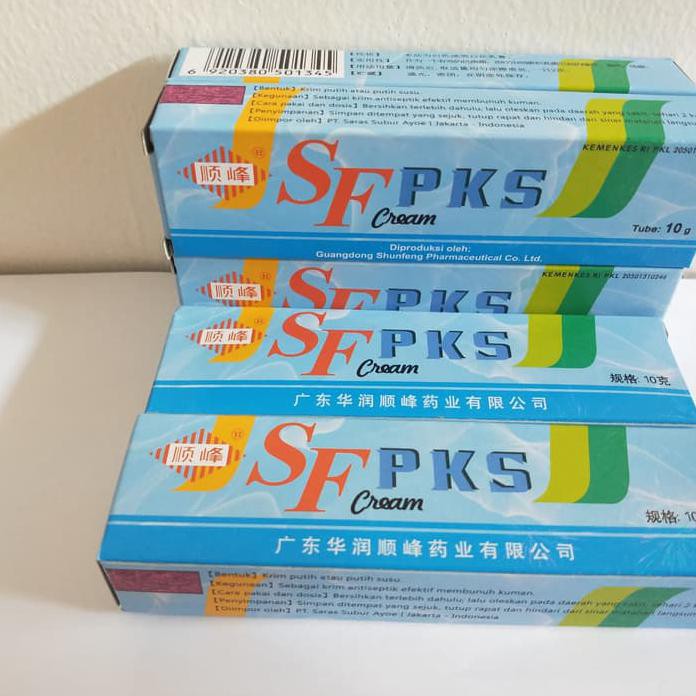 6 920380 501345
【Bentuk】 Krim putih atau putih susu.
【Kegunaan】 Sebagai krim antiseptik efektif membunuh kuman.
【Cara pakai dan dosis】 Bersihkan terlebih dahulu, lalu oleskan pada daerah yang sakit, sehari 2
【Penyimpanan】 Simpan ditempat yang sejuk, tutup rapat dan hindari dari sinar matahari langsung
【Diimpor oleh】 PT. Saras Subur Ayoe | Jakarta - Indonesia
KEMENKES RI PKL 20501
顺峰
SF PKS
Cream
Tube: 10 g
Diproduksi oleh:
Guangdong Shunfeng Pharmaceutical Co. Ltd.
KEMENKES RI PKL 20501310246
顺峰
SF PKS
顺峰
SF PKS
Cream
规格: 10克
广东华润顺峰药业有限公司
顺峰
SF PKS
Cream
规格: 10
广东华润顺峰药业有限公司
【Bentuk】 Krim putih atau putih susu.
【Kegunaan】 Sebagai krim antiseptik efektif membunuh kuman.
【Cara pakai dan dosis】 Bersihkan terlebih dahulu, lalu oleskan pada daerah yang sakit, sehari 2
【Penyimpanan】 Simpan ditempat yang sejuk, tutup rapat dan hindari dari sinar matahari langsun
【Diimpor oleh】 PT. Saras Subur Ayoe | Jakarta - Indonesia